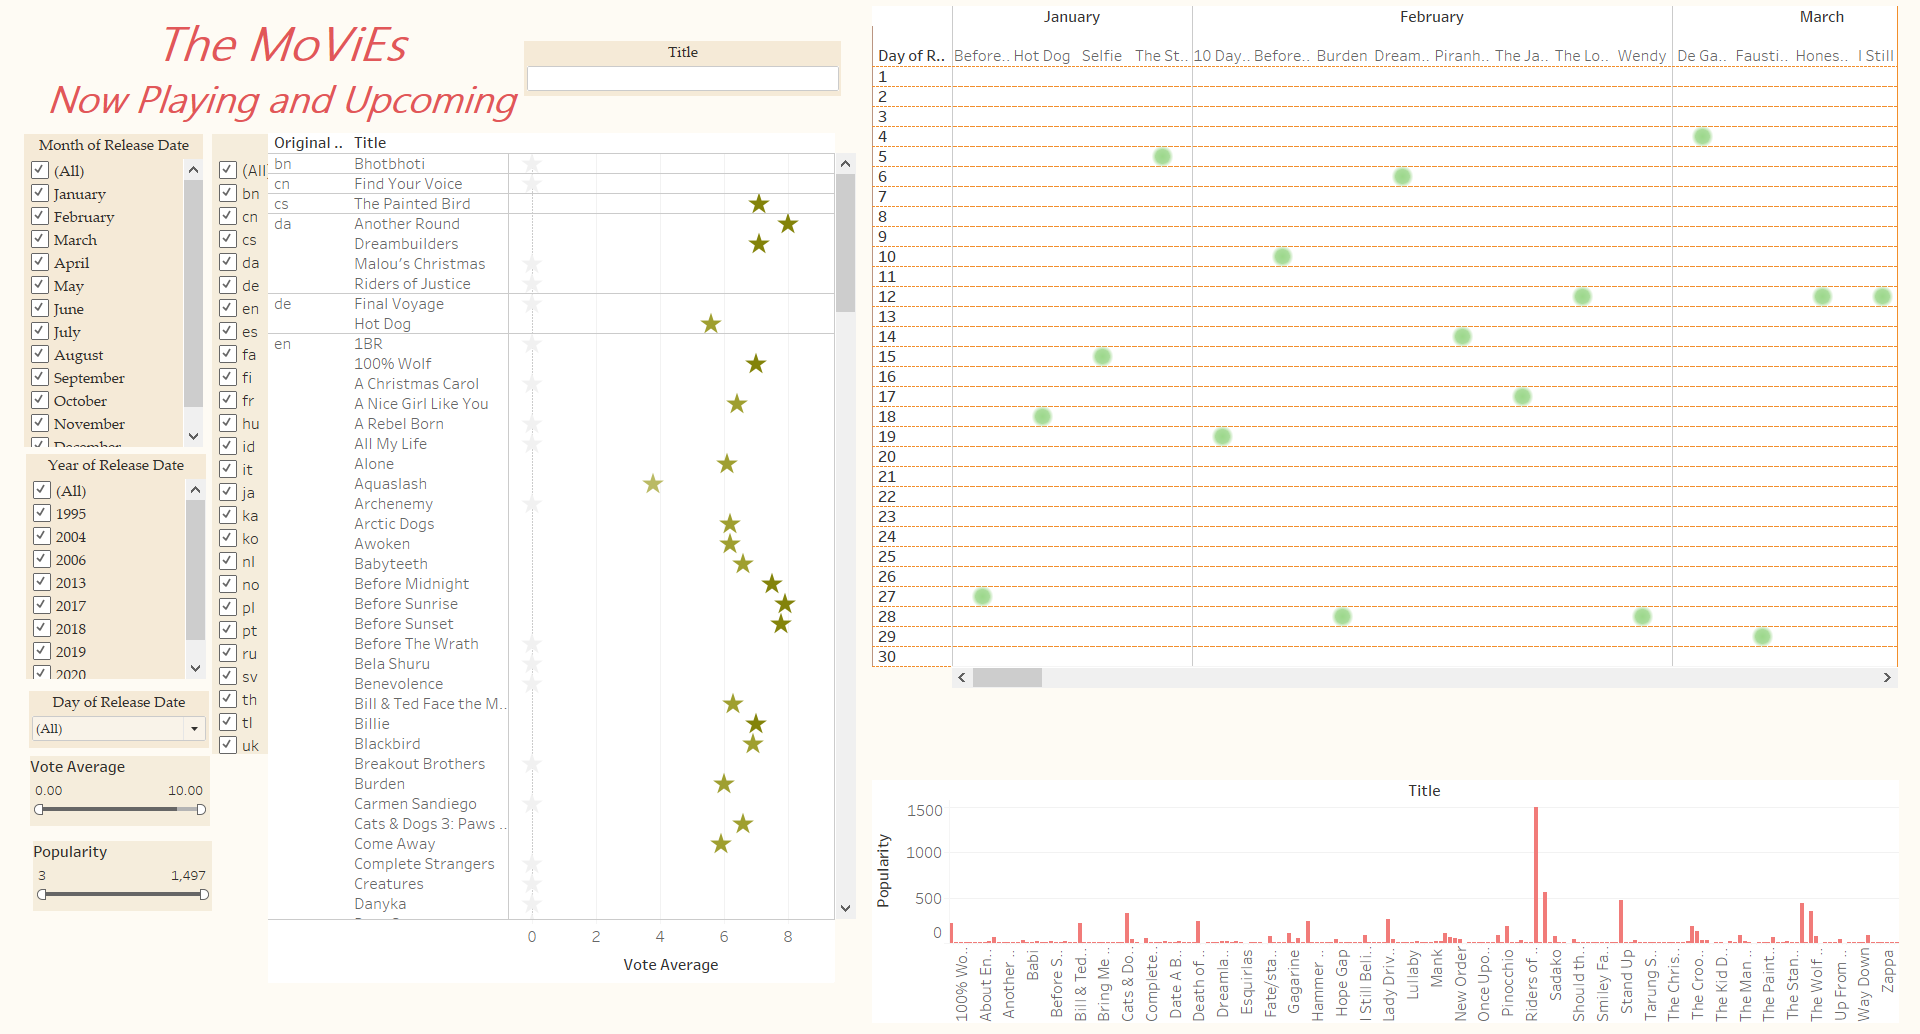 The MoViEs
Now Playing and Upcoming
Title
Month of Release Date
(All)
January
February
March
April
May
June
July
August
September
October
November
December
Year of Release Date
(All)
1995
2004
2006
2013
2017
2018
2019
2020
Day of Release Date
(All)
Vote Average
0.00 10.00
Popularity
3 1,497
(All
bn
cn
cs
da
de
en
es
fa
fi
fr
hu
id
it
ja
ka
ko
nl
no
pl
pt
ru
sv
th
tl
uk
Original .. Title
bn Bhotbhoti
cn Find Your Voice
cs The Painted Bird
da Another Round
Dreambuilders
Malou's Christmas
Riders of Justice
de Final Voyage
Hot Dog
en 1BR
100% Wolf
A Christmas Carol
A Nice Girl Like You
A Rebel Born
All My Life
Alone
Aquaslash
Archenemy
Arctic Dogs
Awoken
Babyteeth
Before Midnight
Before Sunrise
Before Sunset
Before The Wrath
Bela Shuru
Benevolence
Bill & Ted Face the M..
Billie
Blackbird
Breakout Brothers
Burden
Carmen Sandiego
Cats & Dogs 3: Paws ..
Come Away
Complete Strangers
Creatures
Danyka
0 2 4 6 8
Vote Average
January February March
Day of R.. Before.. Hot Dog Selfie The St.. 10 Day.. Before.. Burden Dream.. Piranh.. The Ja.. The Lo.. Wendy De Ga.. Fausti.. Hones.. I Still
1
2
3
4
5
6
7
8
9
10
11
12
13
14
15
16
17
18
19
20
21
22
23
24
25
26
27
28
29
30
Title
Popularity
1500
1000
500
0
100% Wo..
About En..
Another ..
Babi
Before S..
Bill & Ted..
Bring Me ..
Cats & Do..
Complete..
Date A B..
Death of ..
Dreamla..
Esquirlas
Fate/sta..
Gagarine
Hammer ..
Hope Gap
I Still Beli..
Lady Driv..
Lullaby
Mank
New Order
Once Upo..
Pinocchio
Riders of ..
Sadako
Should th..
Smiley Fa..
Stand Up
Tarung S..
The Chris..
The Croo..
The Kid D..
The Man ..
The Paint..
The Stan..
The Wolf ..
Up From ..
Way Down
Zappa